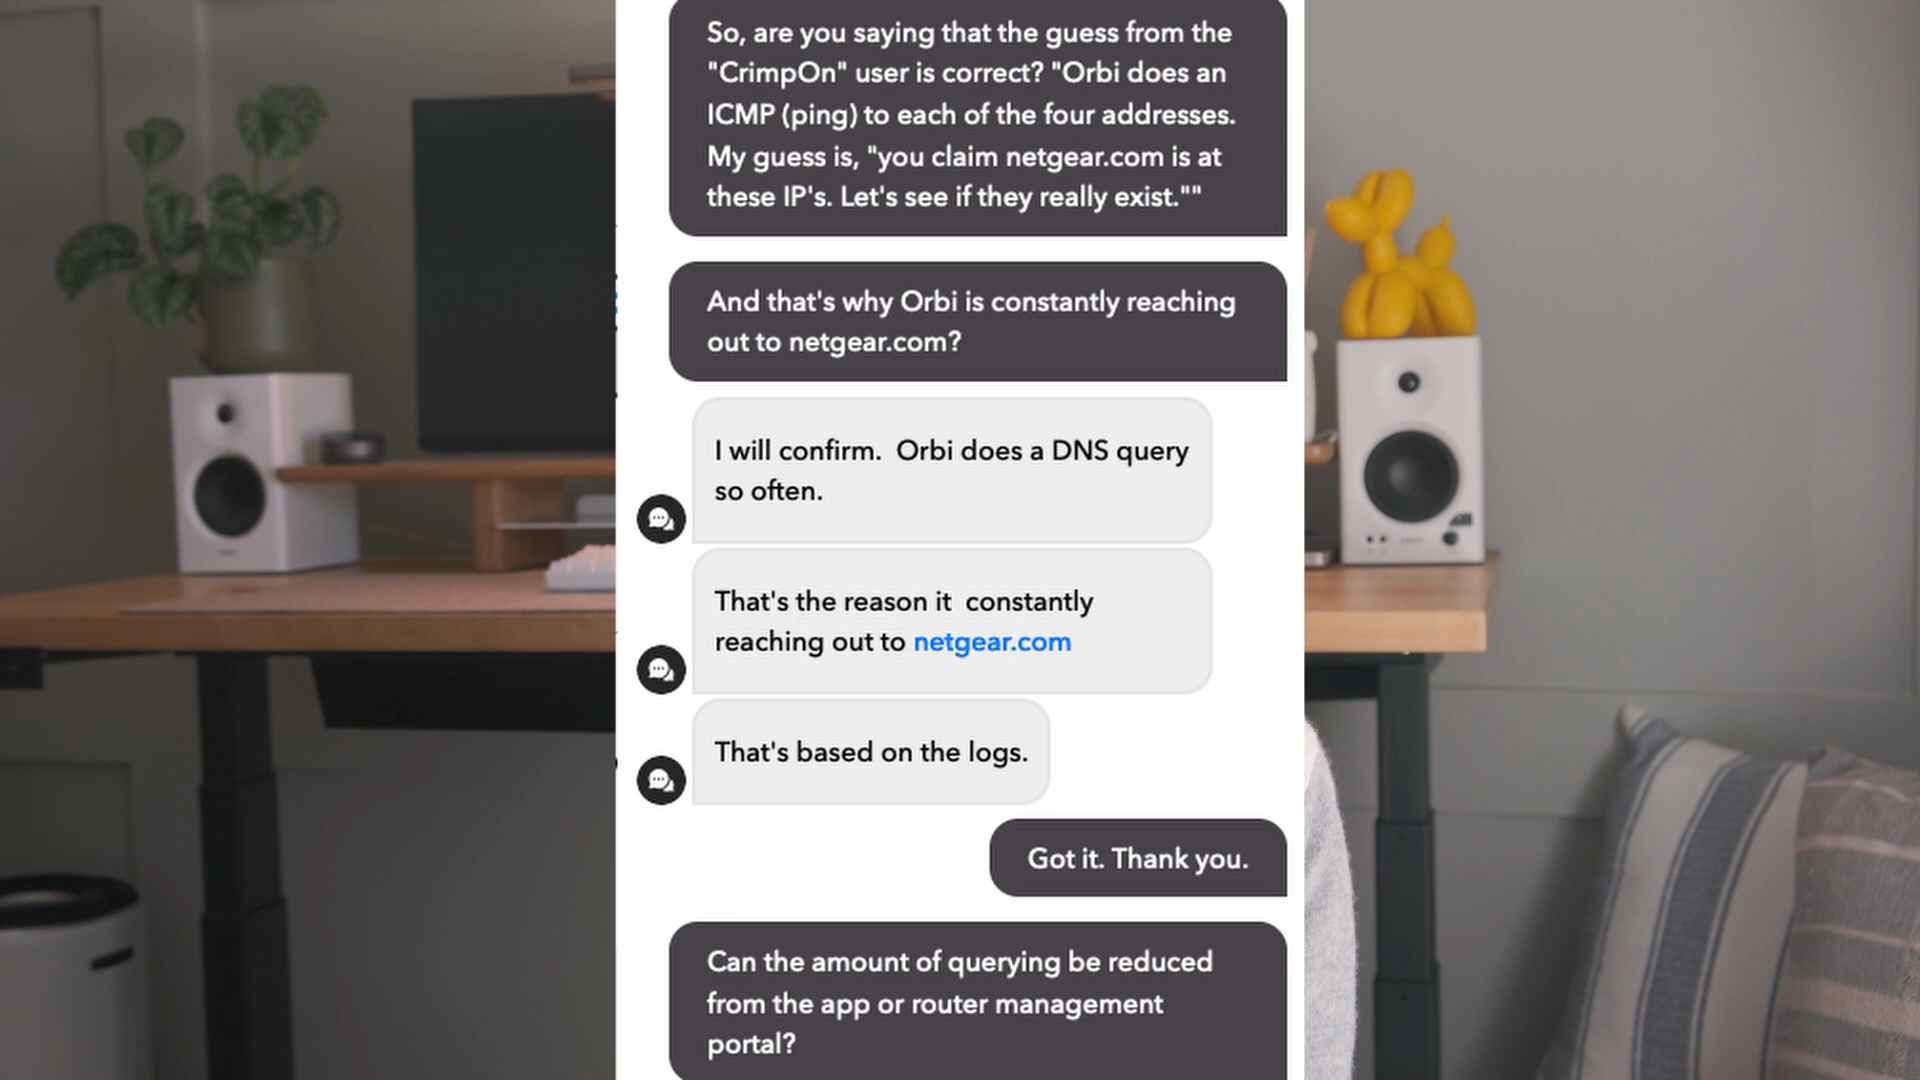 So, are you saying that the guess from the
"CrimpOn" user is correct? "Orbi does an
ICMP (ping) to each of the four addresses.
My guess is, "you claim netgear.com is at
these IP's. Let's see if they really exist.""
And that's why Orbi is constantly reaching
out to netgear.com?
I will confirm.  Orbi does a DNS query
so often.
That's the reason it  constantly
reaching out to netgear.com
That's based on the logs.
Got it. Thank you.
Can the amount of querying be reduced
from the app or router management
portal?